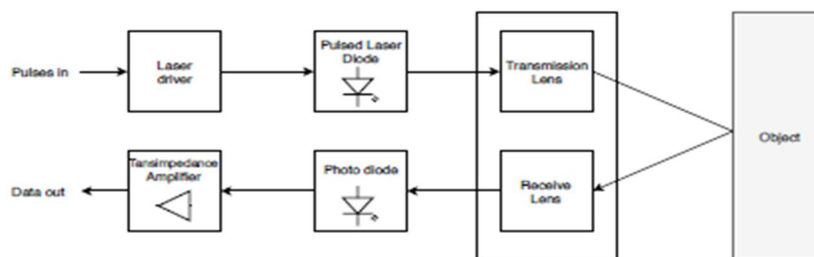 Pulses in
Laser
driver
Pulsed Laser
Diode
Transmission
Lens
Object
Data out
Tansimpedance
Amplifier
Photo diode
Receive
Lens